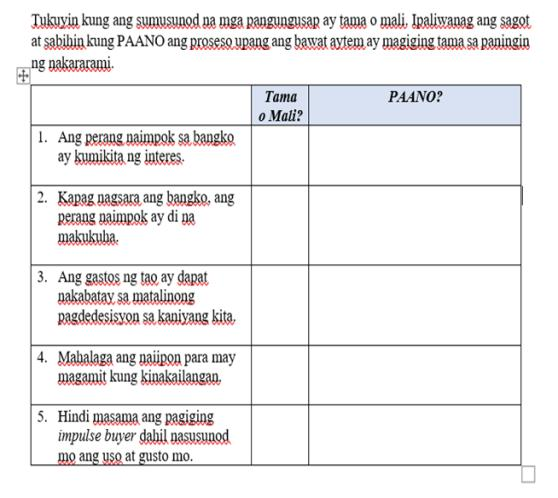 Tukuyin kung ang sumusunod na mga pangungusap ay tama o mali. Ipaliwanag ang sagot
at sabihin kung PAANO ang proseso upang ang bawat aytem ay magiging tama sa paningin
ng nakararami.
Tama
o Mali?
PAANO?
1. Ang perang naimpok sa bangko
ay kumikita ng interes.
2. Kapag nagsara ang bangko, ang
perang naimpok ay di na
makukuha.
3. Ang gastos ng tao ay dapat
nakabatay sa matalinong
pagdedesisyon sa kaniyang kita.
4. Mahalaga ang naiipon para may
magamit kung kinakailangan.
5. Hindi masama ang pagiging
impulse buyer dahil nasusunod
mo ang uso at gusto mo.